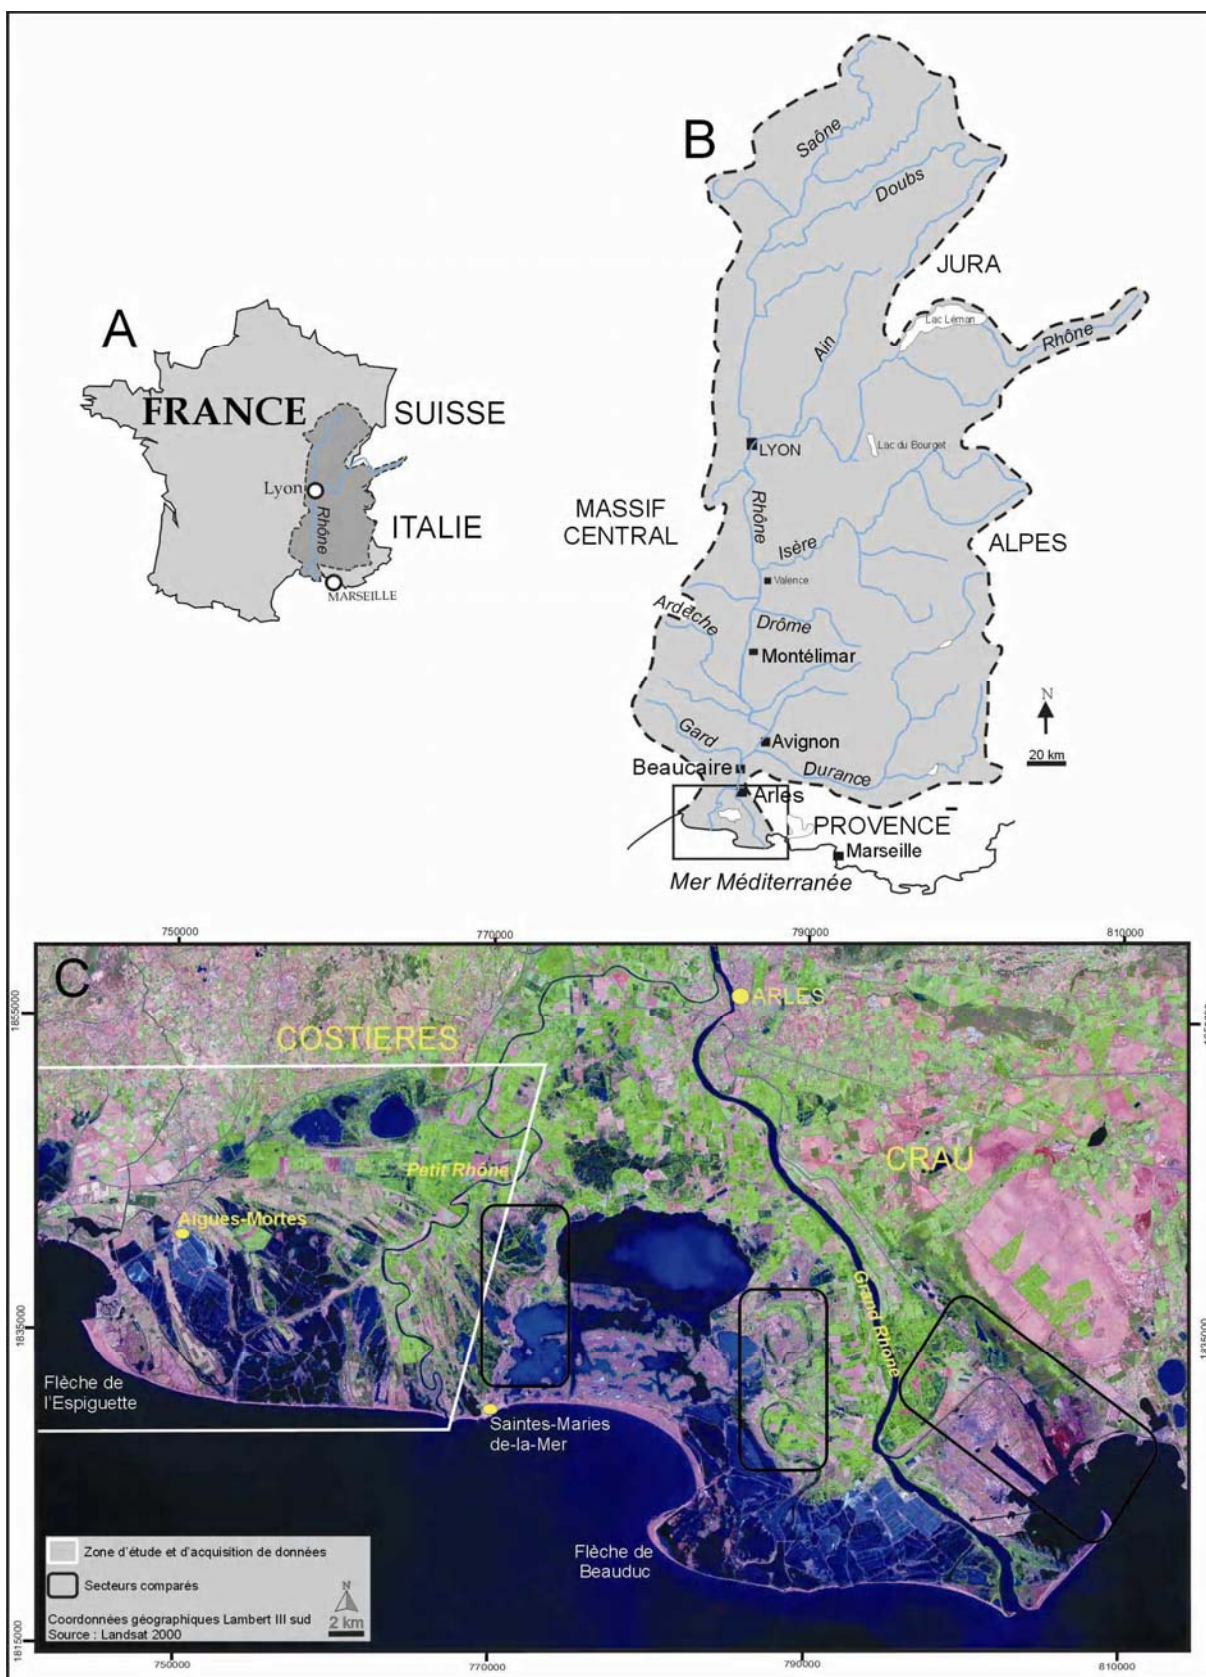 A
FRANCE
SUISSE
Lyon
Rhône
ITALIE
MARSEILLE
B
Saône
Doubs
JURA
Lac Léman
Rhône
Ain
LYON
Lac du Bourget
MASSIF
CENTRAL
Rhône
Isère
ALPES
Valence
Ardèche
Drôme
Montélimar
N
20 km
Gard
Avignon
Beaucaire
Durance
Arles
PROVENCE
Marseille
Mer Méditerranée
750000
770000
790000
810000
C
1855000
ARLES
COSTIERES
Petit Rhône
CRAU
Aigues-Mortes
Grand Rhône
1835000
1335000
Flèche de
l'Espiguette
Saintes-Maries
de-la-Mer
Flèche de
Beauduc
Zone d'étude et d'acquisition de données
Secteurs comparés
N
2 km
Coordonnées géographiques Lambert III sud
Source : Landsat 2000
1815000
750000
770000
790000
810000